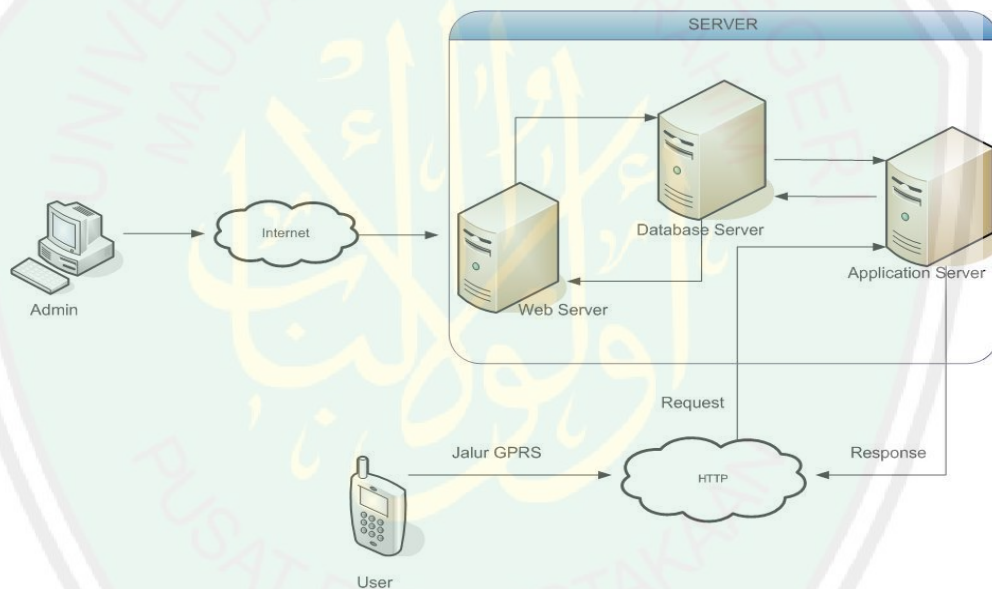 SERVER
Database Server
Application Server
Web Server
Internet
Admin
Request
Jalur GPRS
HTTP
Response
User